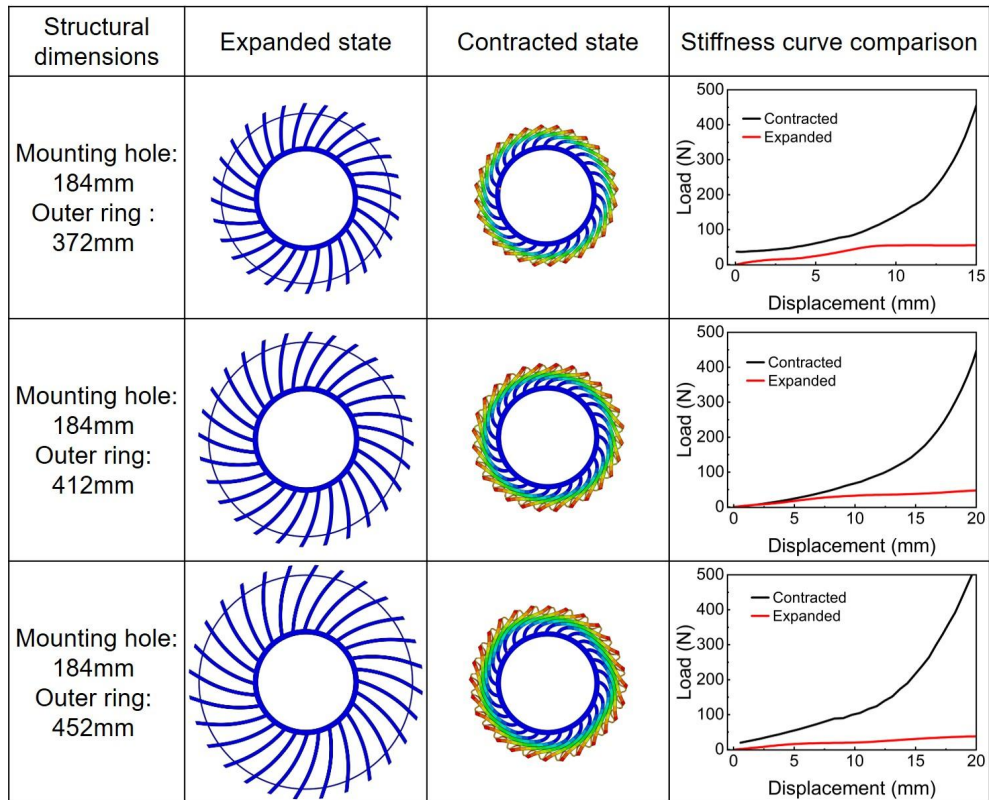 Structural
dimensions
Expanded state
Contracted state
Stiffness curve comparison
Mounting hole:
184mm
Outer ring :
372mm
500
400
300
200
100
0
Load (N)
Contracted
Expanded
0
5
10
15
Displacement (mm)
Mounting hole:
184mm
Outer ring:
412mm
500
400
300
200
100
0
Load (N)
Contracted
Expanded
0
5
10
15
20
Displacement (mm)
Mounting hole:
184mm
Outer ring:
452mm
500
400
300
200
100
0
Load (N)
Contracted
Expanded
0
5
10
15
20
Displacement (mm)